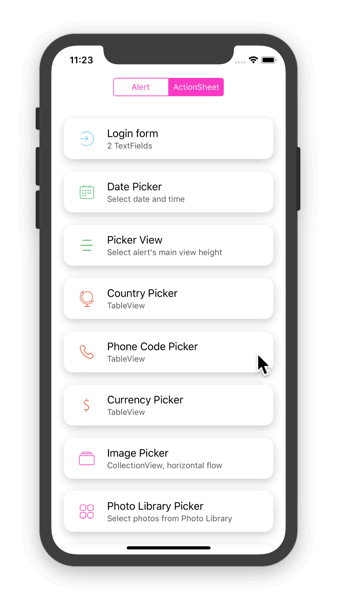 11:23
Alert
ActionSheet
Login form
2 TextFields
Date Picker
Select date and time
Picker View
Select alert's main view height
Country Picker
TableView
Phone Code Picker
TableView
$
Currency Picker
TableView
Image Picker
CollectionView, horizontal flow
Photo Library Picker
Select photos from Photo Library